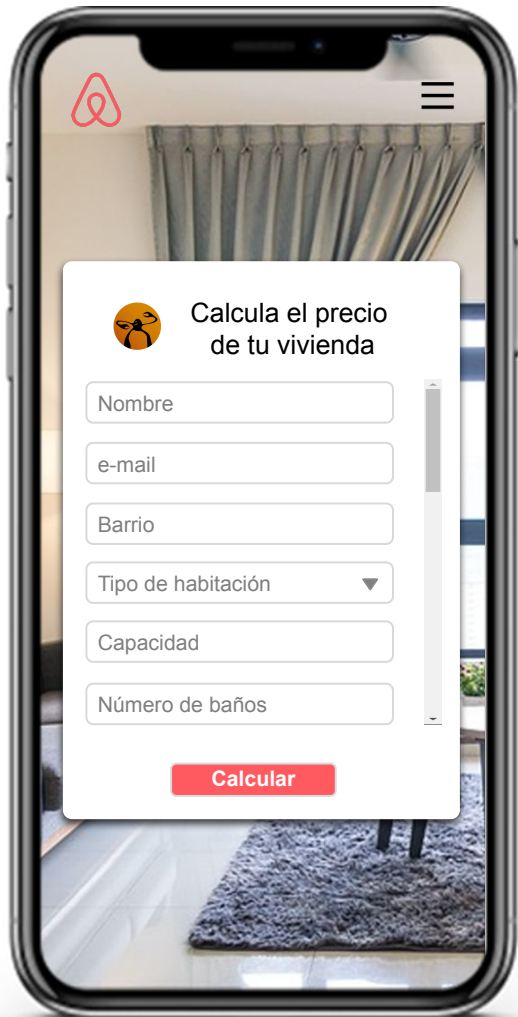 Calcula el precio
de tu vivienda
Nombre
e-mail
Barrio
Tipo de habitación
Capacidad
Número de baños
Calcular